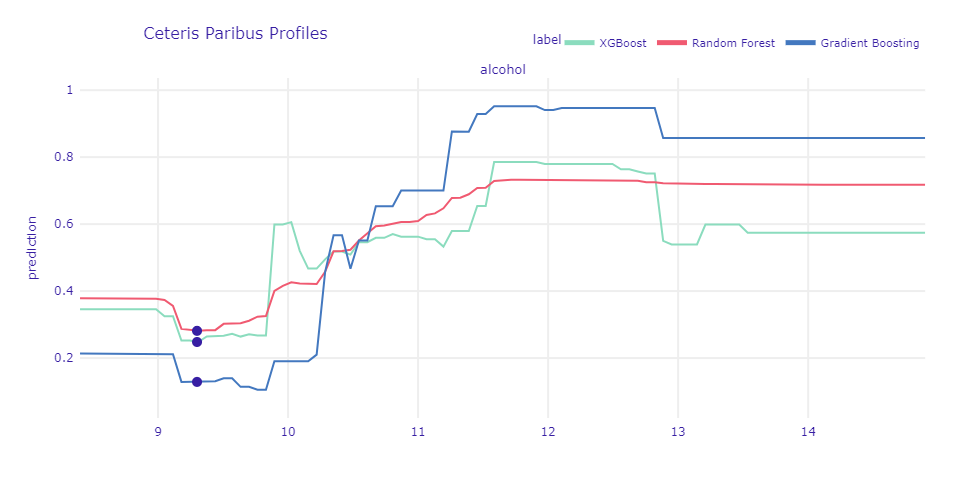 Ceteris Paribus Profiles
label XGBoost Random Forest Gradient Boosting
alcohol
1
0.8
0.6
0.4
0.2
prediction
9 10 11 12 13 14